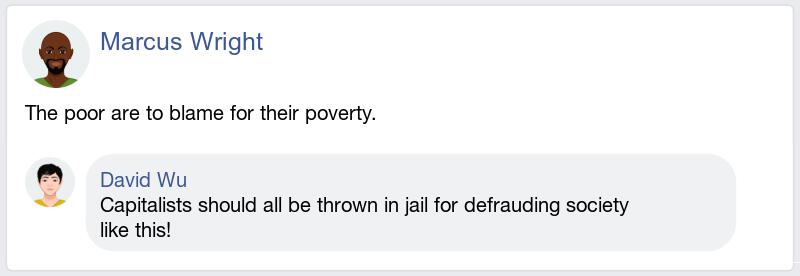 Marcus Wright
The poor are to blame for their poverty.
David Wu
Capitalists should all be thrown in jail for defrauding society
like this!